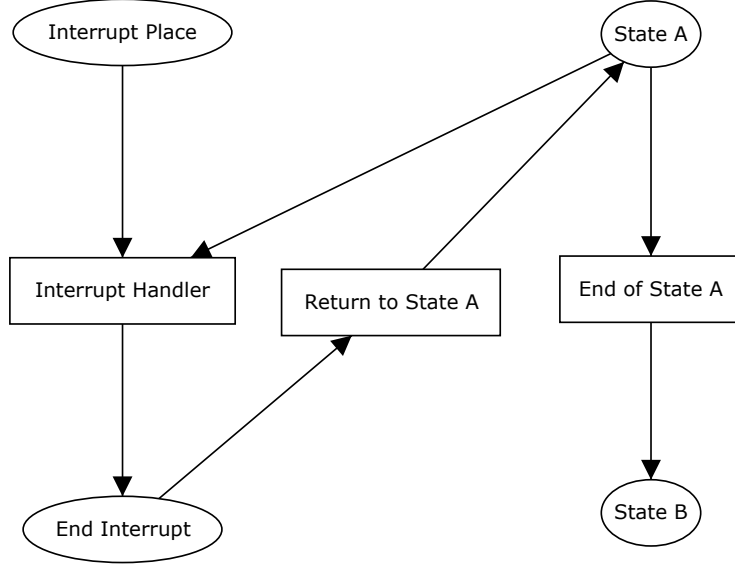 Interrupt Place
State A
Interrupt Handler
Return to State A
End of State A
End Interrupt
State B